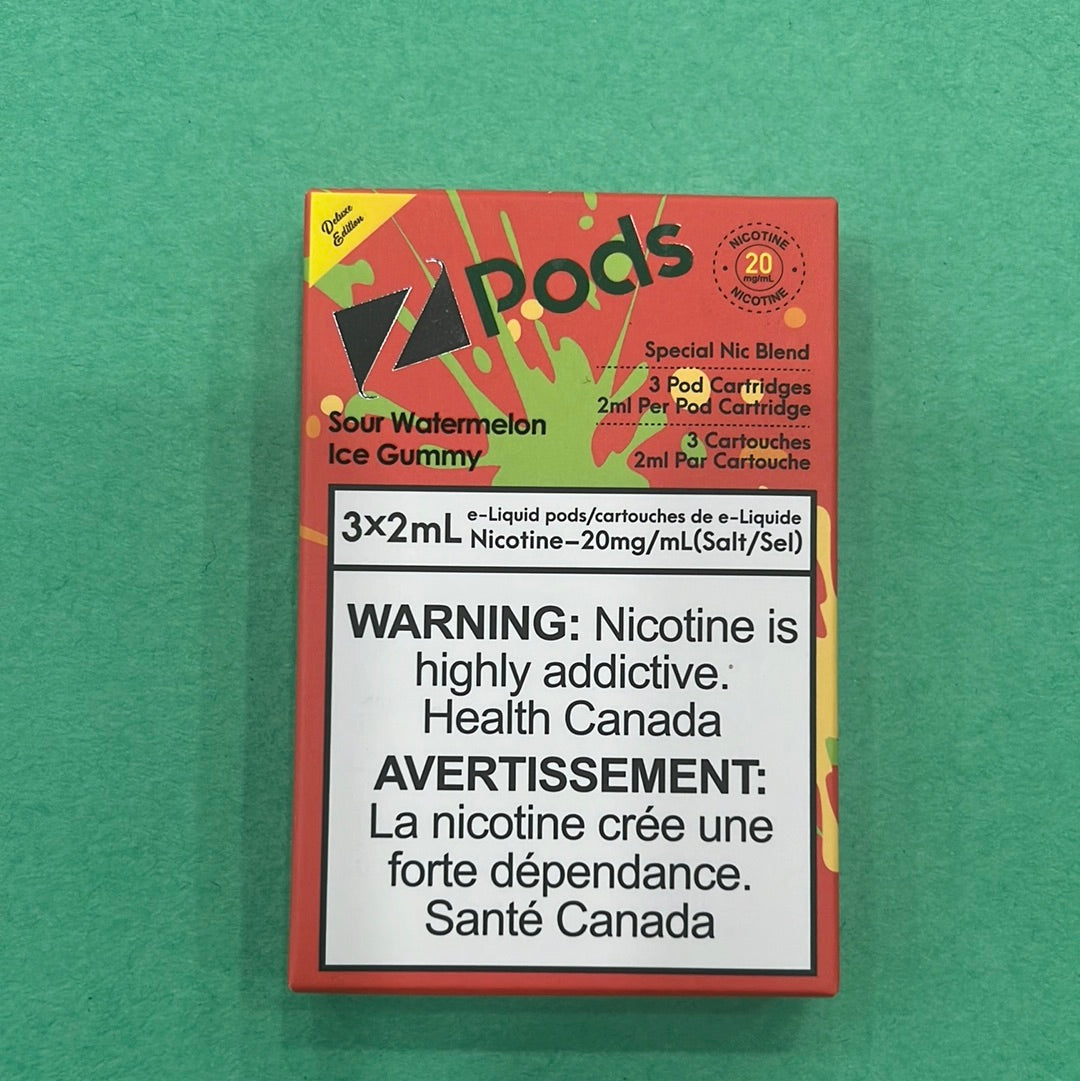 Deluxe
Edition
Z Pods
NICOTINE
20
mg/mL
NICOTINE
Special Nic Blend
3 Pod Cartridges
2ml Per Pod Cartridge
3 Cartouches
2ml Par Cartouche
Sour Watermelon
Ice Gummy
3×2mL e-Liquid pods/cartouches de e-Liquide
Nicotine–20mg/mL(Salt/Sel)
WARNING: Nicotine is
highly addictive.
Health Canada
AVERTISSEMENT:
La nicotine crée une
forte dépendance.
Santé Canada